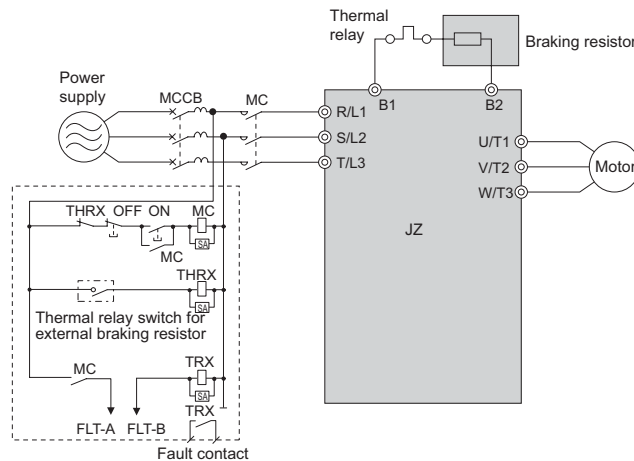 Thermal
relay
Braking resistor
Power
supply
MCCB
MC
B1
B2
R/L1
S/L2
T/L3
U/T1
V/T2
W/T3
Motor
JZ
THRX
OFF
ON
MC
SA
MC
THRX
SA
Thermal relay switch for
external braking resistor
MC
TRX
SA
TRX
FLT-A
FLT-B
Fault contact